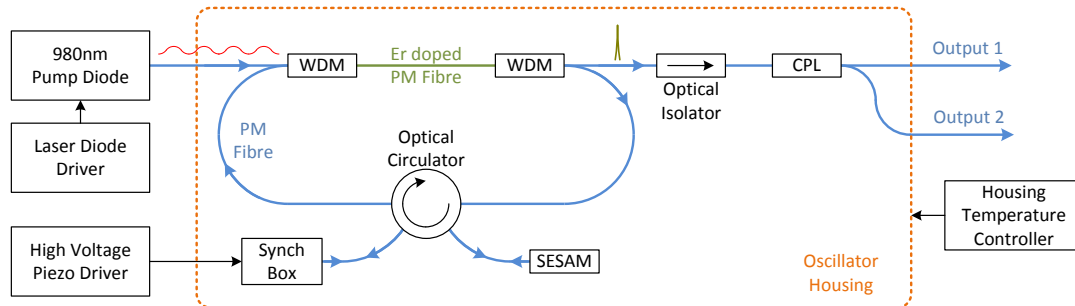 980nm
Pump Diode
WDM
Er doped
PM Fibre
WDM
Optical
Isolator
CPL
Output 1
Output 2
Laser Diode
Driver
PM
Fibre
Optical
Circulator
Housing
Temperature
Controller
High Voltage
Piezo Driver
Synch
Box
SESAM
Oscillator
Housing